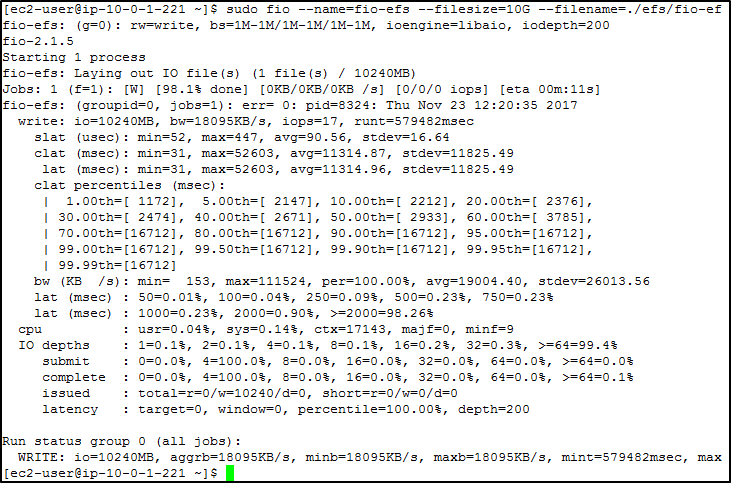 [ec2-user@ip-10-0-1-221 ~]$ sudo fio --name=fio-efs --filesize=10G --filename=./efs/fio-ef
fio-efs: (g=0): rw=write, bs=1M-1M/1M-1M/1M-1M, ioengine=libaio, iodepth=200
fio-2.1.5
Starting 1 process
fio-efs: Laying out IO file(s) (1 file(s) / 10240MB)
Jobs: 1 (f=1): [W] [98.1% done] [0KB/0KB/0KB /s] [0/0/0 iops] [eta 00m:11s]
fio-efs: (groupid=0, jobs=1): err= 0: pid=8324: Thu Nov 23 12:20:35 2017
  write: io=10240MB, bw=18095KB/s, iops=17, runt=579482msec
    slat (usec): min=52, max=447, avg=90.56, stdev=16.64
    clat (msec): min=31, max=52603, avg=11314.87, stdev=11825.49
     lat (msec): min=31, max=52603, avg=11314.96, stdev=11825.49
    clat percentiles (msec):
     |  1.00th=[ 1172],  5.00th=[ 2147], 10.00th=[ 2212], 20.00th=[ 2376],
     | 30.00th=[ 2474], 40.00th=[ 2671], 50.00th=[ 2933], 60.00th=[ 3785],
     | 70.00th=[16712], 80.00th=[16712], 90.00th=[16712], 95.00th=[16712],
     | 99.00th=[16712], 99.50th=[16712], 99.90th=[16712], 99.95th=[16712],
     | 99.99th=[16712]
    bw (KB  /s): min=  153, max=111524, per=100.00%, avg=19004.40, stdev=26013.56
    lat (msec) : 50=0.01%, 100=0.04%, 250=0.09%, 500=0.23%, 750=0.23%
    lat (msec) : 1000=0.23%, 2000=0.90%, >=2000=98.26%
  cpu          : usr=0.04%, sys=0.14%, ctx=17143, majf=0, minf=9
  IO depths    : 1=0.1%, 2=0.1%, 4=0.1%, 8=0.1%, 16=0.2%, 32=0.3%, >=64=99.4%
     submit    : 0=0.0%, 4=100.0%, 8=0.0%, 16=0.0%, 32=0.0%, 64=0.0%, >=64=0.0%
     complete  : 0=0.0%, 4=100.0%, 8=0.0%, 16=0.0%, 32=0.0%, 64=0.0%, >=64=0.1%
     issued    : total=r=0/w=10240/d=0, short=r=0/w=0/d=0
     latency   : target=0, window=0, percentile=100.00%, depth=200
Run status group 0 (all jobs):
  WRITE: io=10240MB, aggrb=18095KB/s, minb=18095KB/s, maxb=18095KB/s, mint=579482msec, max
[ec2-user@ip-10-0-1-221 ~]$